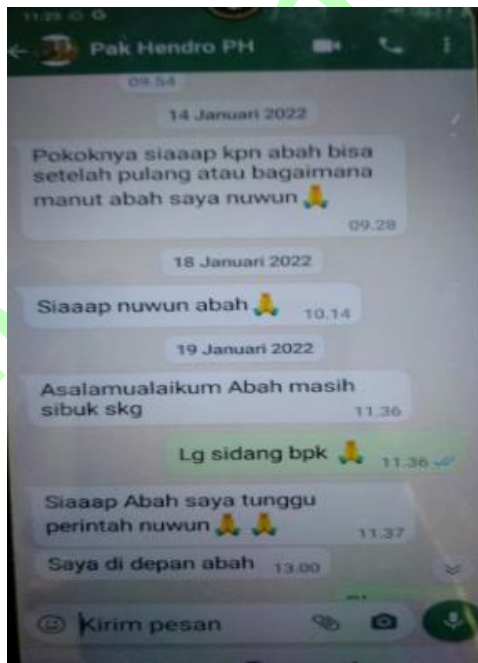 11:25
Pak Hendro PH
09.54
14 Januari 2022
Pokoknya siaaap kpn abah bisa
setelah pulang atau bagaimana
manut abah saya nuwun 🙏
09.28
18 Januari 2022
Siaaap nuwun abah 🙏 10.14
19 Januari 2022
Asalamualaikum Abah masih
sibuk skg 11.36
Lg sidang bpk 🙏 11.36
Siaaap Abah saya tunggu
perintah nuwun 🙏 🙏 11.37
Saya di depan abah 13.00
Kirim pesan